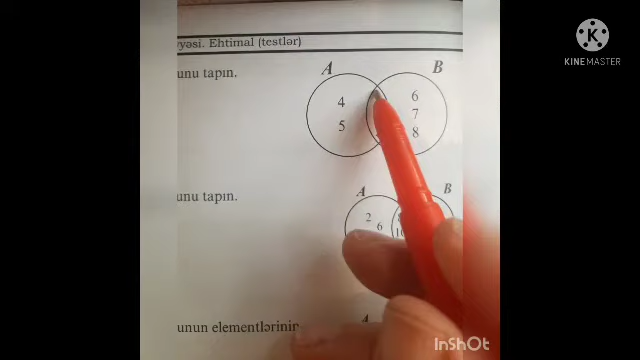 yəsi. Ehtimal (testlər)
unu tapın.
A
B
4
6
7
5
8
unu tapın.
A
B
2
6
unun elementlərinin
A
KINEMASTER
InShOt